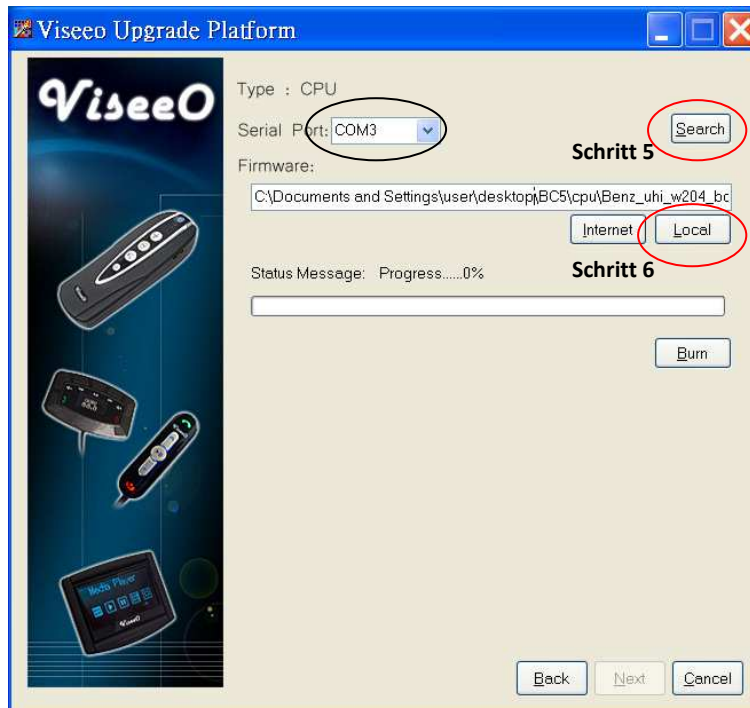 Viseeo Upgrade Platform
ViseeO
Type : CPU
Serial Port: COM3
Search
Schritt 5
Firmware:
C:\Documents and Settings\user\desktop\BC5\cpu\Benz_uhi_w204_bc
Internet
Local
Schritt 6
Status Message: Progress......0%
Burn
Media Player
ViseeO
Back
Next
Cancel